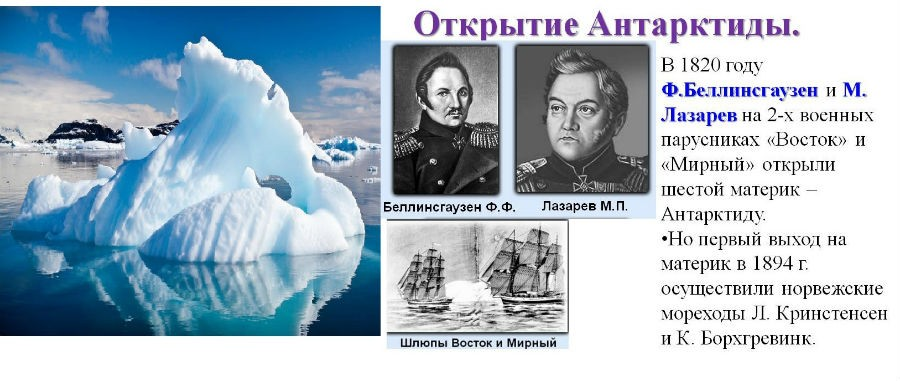 Открытие Антарктиды.
Беллинсгаузен Ф.Ф.
Лазарев М.П.
Шлюпы Восток и Мирный
В 1820 году
Ф.Беллинсгаузен и М.
Лазарев на 2-х военных
парусниках «Восток» и
«Мирный» открыли
шестой материк –
Антарктиду.
•Но первый выход на
материк в 1894 г.
осуществили норвежские
мореходы Л. Кринстенсен
и К. Борхгревинк.